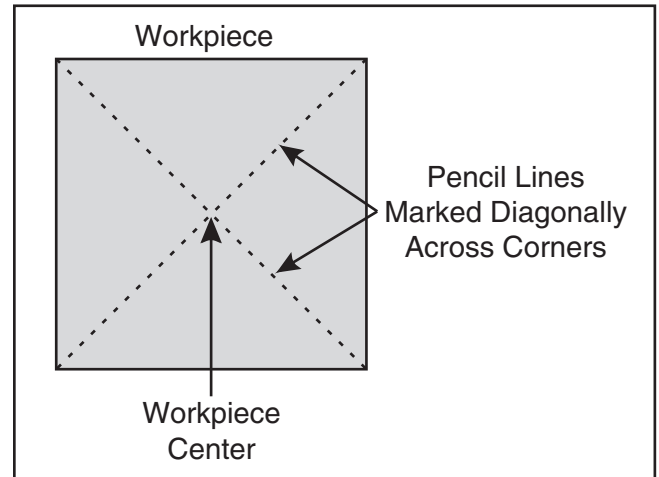 Workpiece
Pencil Lines
Marked Diagonally
Across Corners
Workpiece
Center